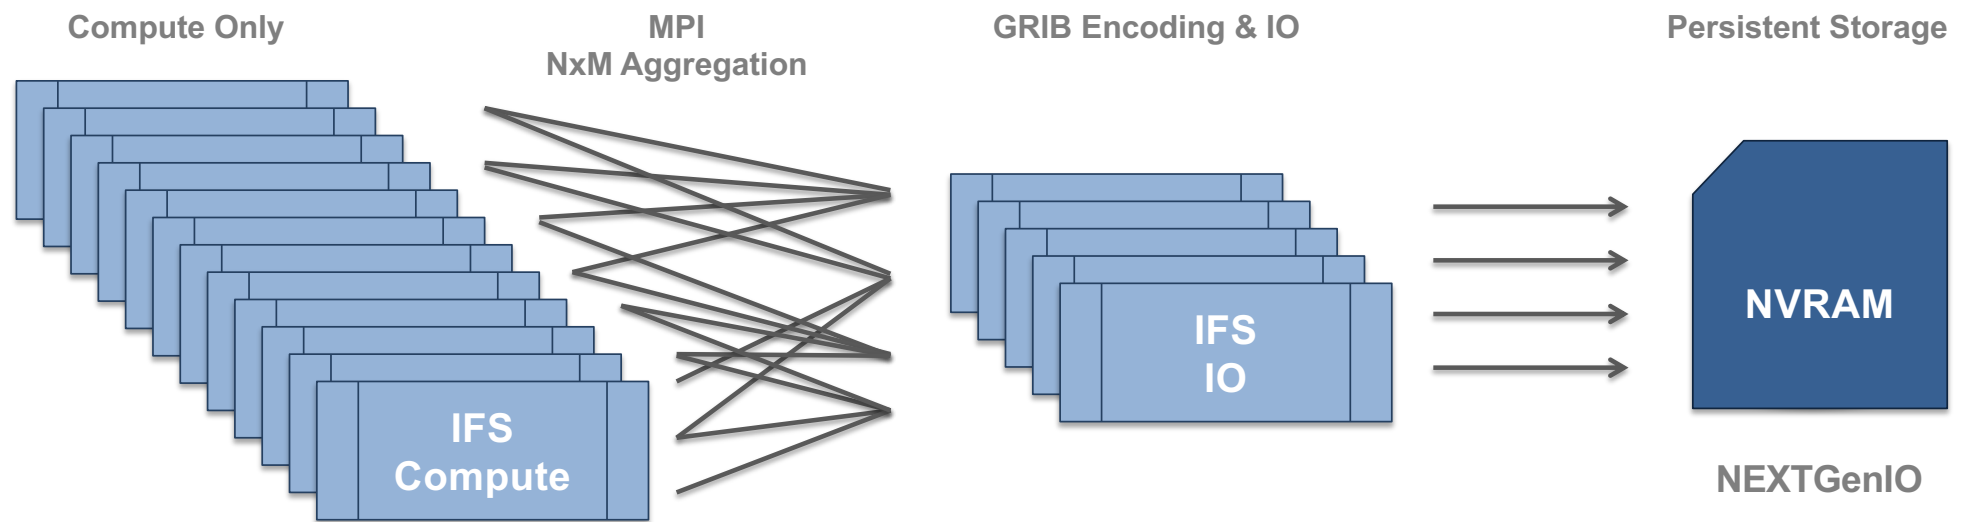 Compute Only
MPI
NxM Aggregation
GRIB Encoding & IO
Persistent Storage
IFS
Compute
IFS
IO
NVRAM
NEXTGenIO